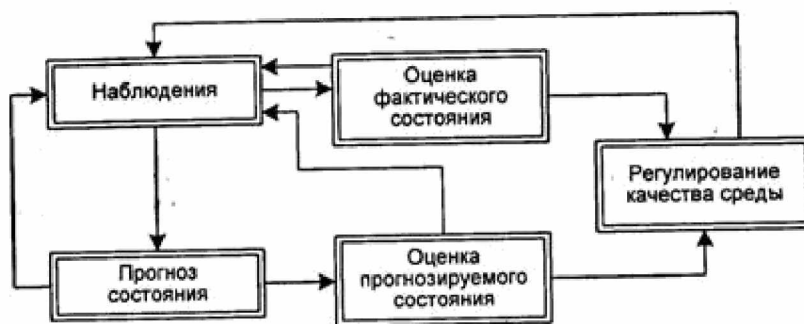 Наблюдения
Оценка
фактического
состояния
Регулирование
качества среды
Прогноз
состояния
Оценка
прогнозируемого
состояния